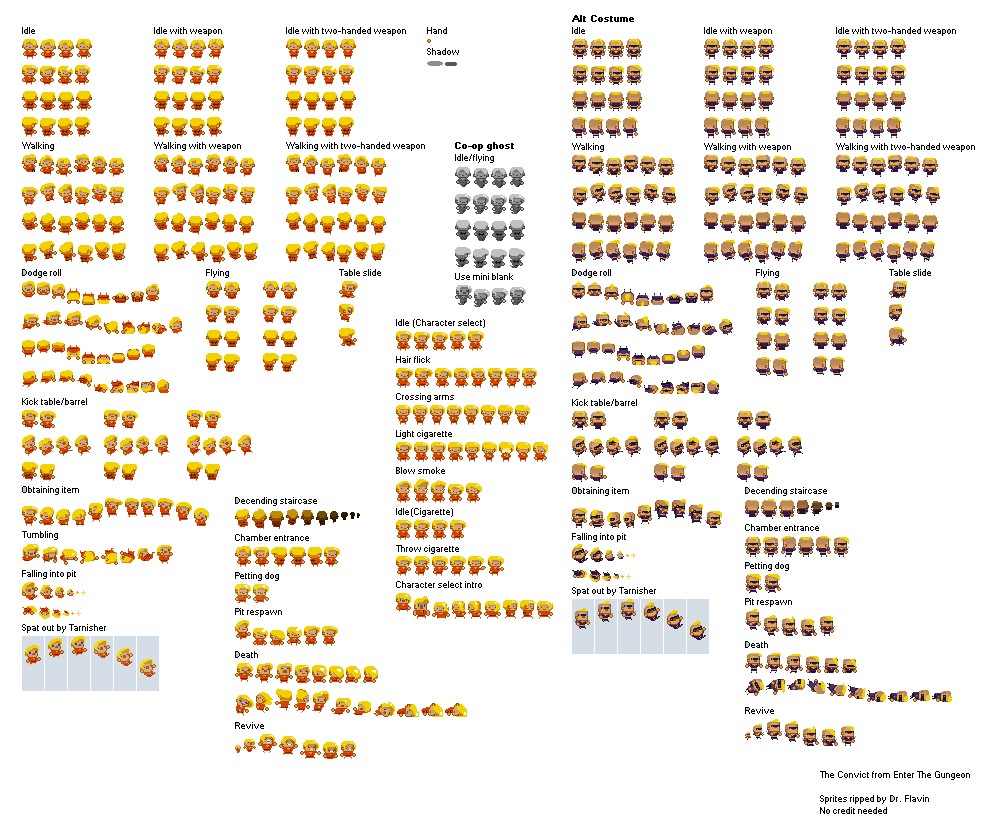 Idle
Idle with weapon
Idle with two-handed weapon
Hand
Shadow
Walking
Walking with weapon
Walking with two-handed weapon
Co-op ghost
Idle/flying
Use mini blank
Dodge roll
Flying
Table slide
Kick table/barrel
Obtaining item
Tumbling
Falling into pit
Spat out by Tarnisher
Decending staircase
Chamber entrance
Petting dog
Pit respawn
Death
Revive
Idle (Character select)
Hair flick
Crossing arms
Light cigarette
Blow smoke
Idle(Cigarette)
Throw cigarette
Character select intro
Alt Costume
Idle
Idle with weapon
Idle with two-handed weapon
Walking
Walking with weapon
Walking with two-handed weapon
Dodge roll
Flying
Table slide
Kick table/barrel
Obtaining item
Falling into pit
Spat out by Tarnisher
Decending staircase
Chamber entrance
Petting dog
Pit respawn
Death
Revive
The Convict from Enter The Gungeon
Sprites ripped by Dr. Flavin
No credit needed